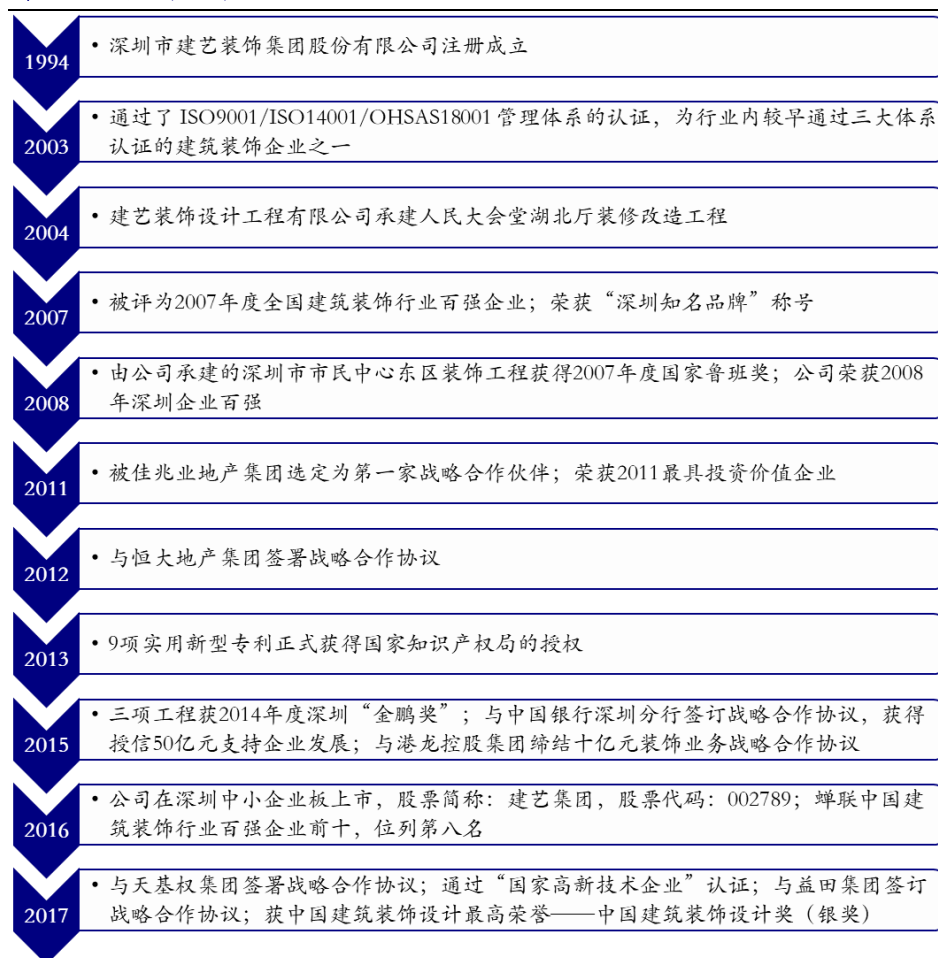 1994
• 深圳市建艺装饰集团股份有限公司注册成立
2003
• 通过了 ISO9001/ISO14001/OHSAS18001 管理体系的认证，为行业内较早通过三大体系
认证的建筑装饰企业之一
2004
• 建艺装饰设计工程有限公司承建人民大会堂湖北厅装修改造工程
2007
• 被评为2007年度全国建筑装饰行业百强企业；荣获“深圳知名品牌”称号
2008
• 由公司承建的深圳市市民中心东区装饰工程获得2007年度国家鲁班奖；公司荣获2008
年深圳企业百强
2011
• 被佳兆业地产集团选定为第一家战略合作伙伴；荣获2011最具投资价值企业
2012
• 与恒大地产集团签署战略合作协议
2013
• 9项实用新型专利正式获得国家知识产权局的授权
2015
• 三项工程获2014年度深圳“金鹏奖”；与中国银行深圳分行签订战略合作协议，获得
授信50亿元支持企业发展；与港龙控股集团缔结十亿元装饰业务战略合作协议
2016
• 公司在深圳中小企业板上市，股票简称：建艺集团，股票代码：002789；蝉联中国建
筑装饰行业百强企业前十，位列第八名
2017
• 与天基权集团签署战略合作协议；通过“国家高新技术企业”认证；与益田集团签订
战略合作协议；获中国建筑装饰设计最高荣誉——中国建筑装饰设计奖（银奖）